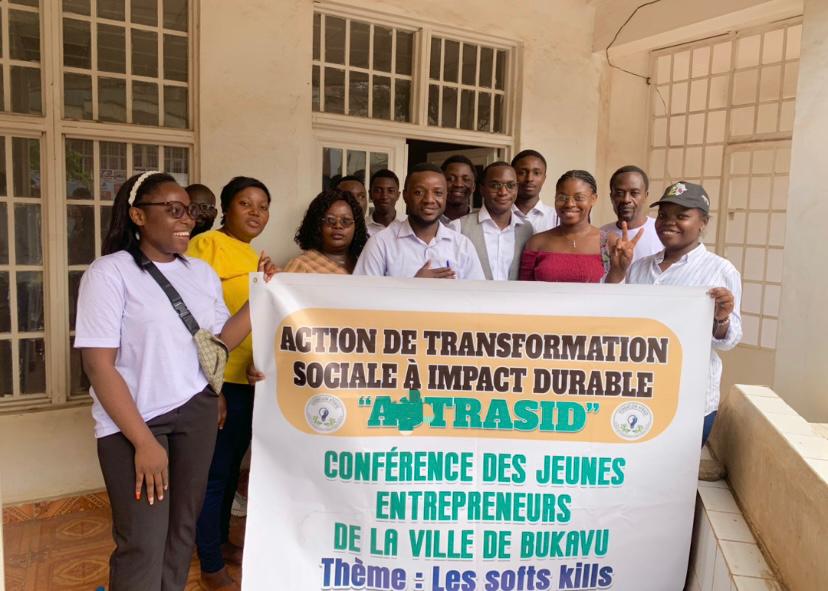 ACTION DE TRANSFORMATION
SOCIALE À IMPACT DURABLE
"ACTRASID"
CONFÉRENCE DES JEUNES
ENTREPRENEURS
DE LA VILLE DE BUKAVU
Thème : Les softs kills